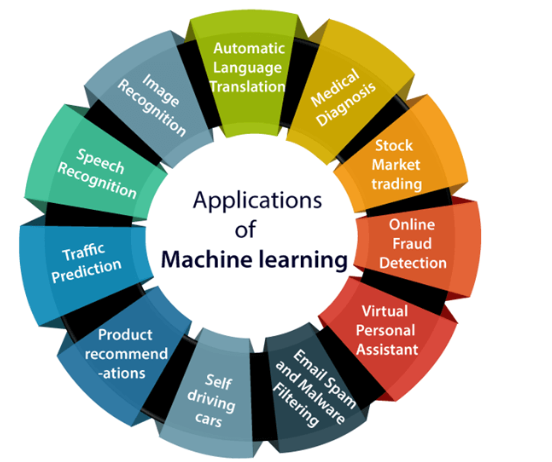 Applications
of
Machine learning
Automatic
Language
Translation
Medical
Diagnosis
Stock
Market
trading
Online
Fraud
Detection
Virtual
Personal
Assistant
Email Spam
and Malware
Filtering
Self
driving
cars
Product
recommend
-ations
Traffic
Prediction
Speech
Recognition
Image
Recognition